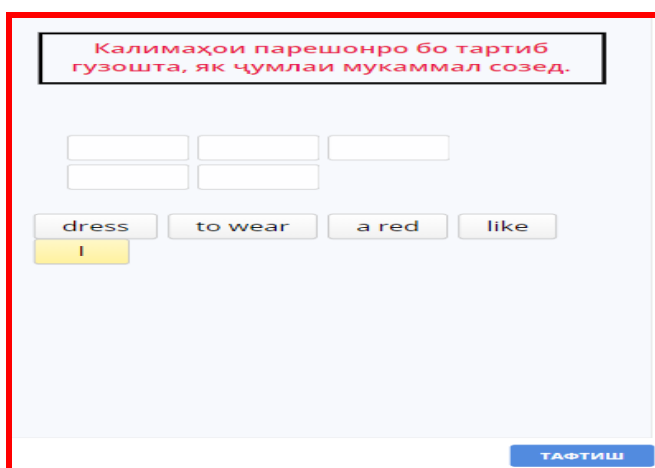 Калимаҳои парешонро бо тартиб
гузошта, як ҷумлаи мукаммал созед.
dress to wear a red like
I
ТАФТИШ